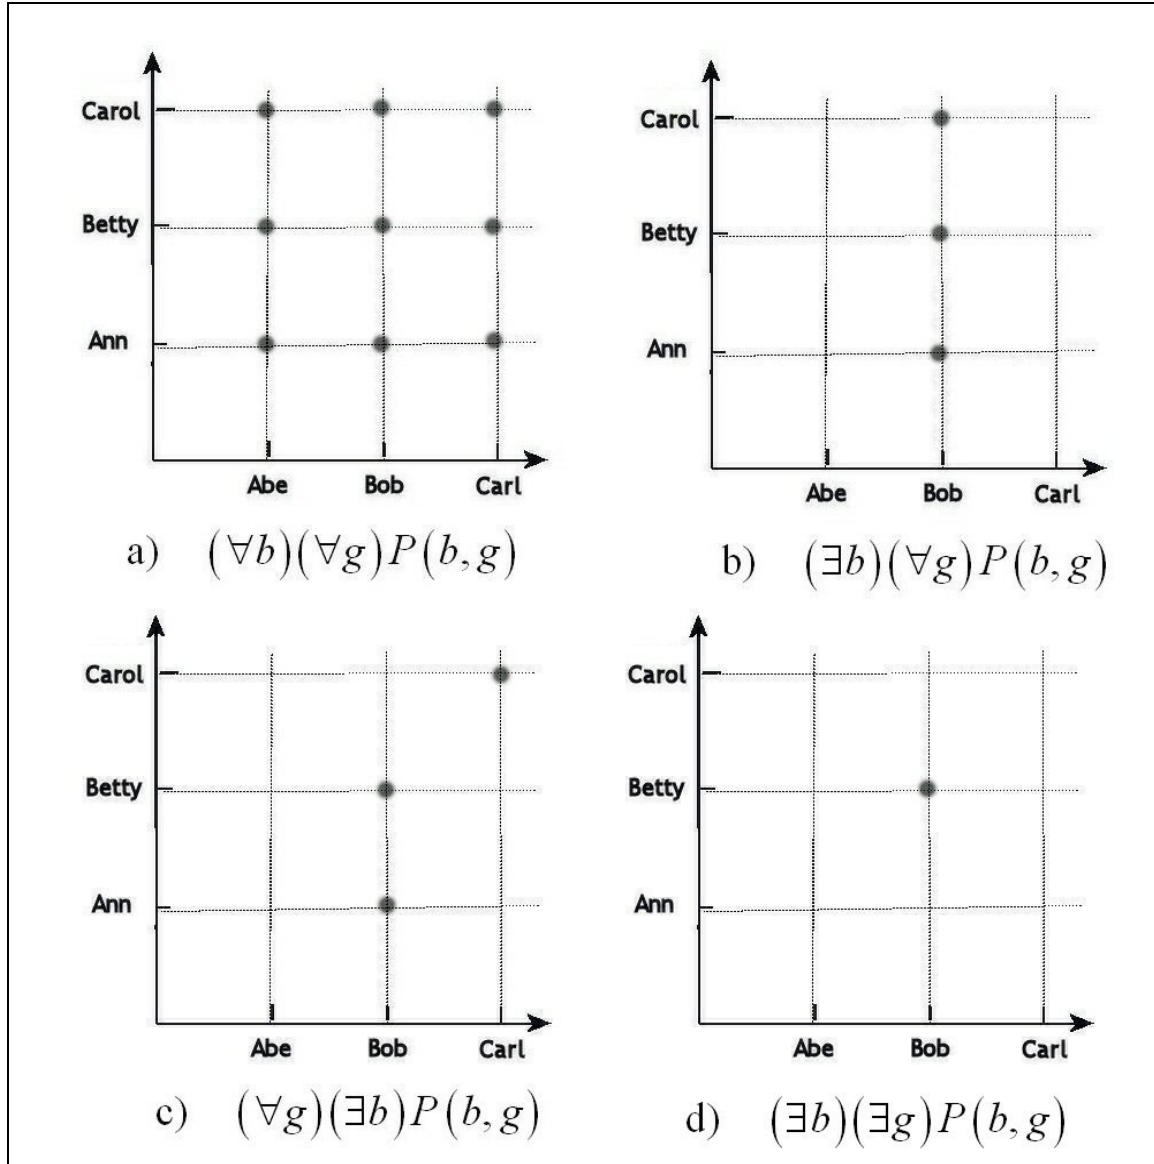 Carol
Betty
Ann
Abe Bob Carl
a) (∀b)(∀g)P(b,g)
Carol
Betty
Ann
Abe Bob Carl
b) (∃b)(∀g)P(b,g)
Carol
Betty
Ann
Abe Bob Carl
c) (∀g)(∃b)P(b,g)
Carol
Betty
Ann
Abe Bob Carl
d) (∃b)(∃g)P(b,g)